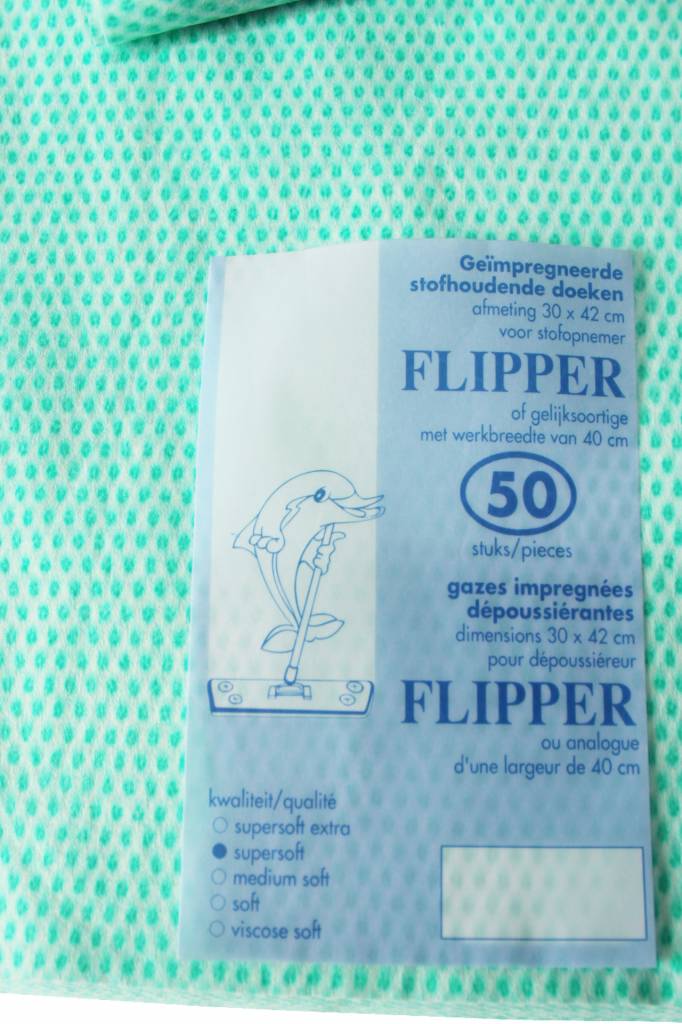 Geïmpregneerde
stofhoudende doeken
afmeting 30 x 42 cm
voor stofopnemer
FLIPPER
of gelijksoortige
met werkbreedte van 40 cm
50
stuks/pieces
gazes impregnées
dépoussiérantes
dimensions 30 x 42 cm
pour dépoussiéreur
FLIPPER
ou analogue
d'une largeur de 40 cm
kwaliteit/qualité
supersoft extra
supersoft
medium soft
soft
viscose soft